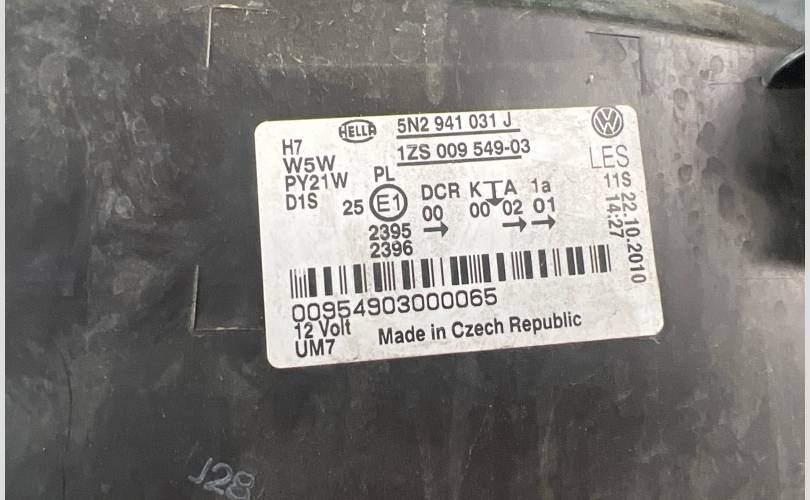 HELLA
5N2 941 031 J
1ZS 009 549-03
H7
W5W
PY21W
D1S
PL
25 E1
2395
2396
DCR K T A 1a
00 00 02 01
LES
11S
22.10.2010
14:27
00954903000065
12 Volt
UM7
Made in Czech Republic
J28